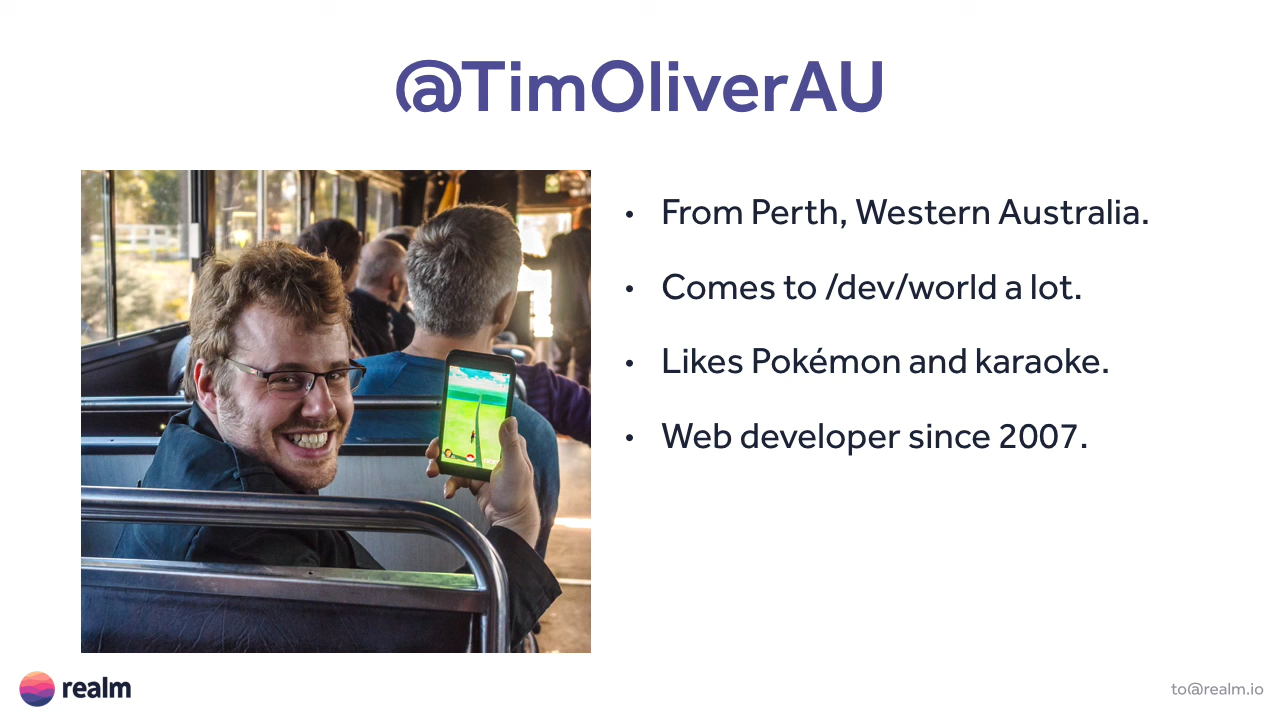 @TimOliverAU
• From Perth, Western Australia.
• Comes to /dev/world a lot.
• Likes Pokémon and karaoke.
• Web developer since 2007.
realm
to@realm.io